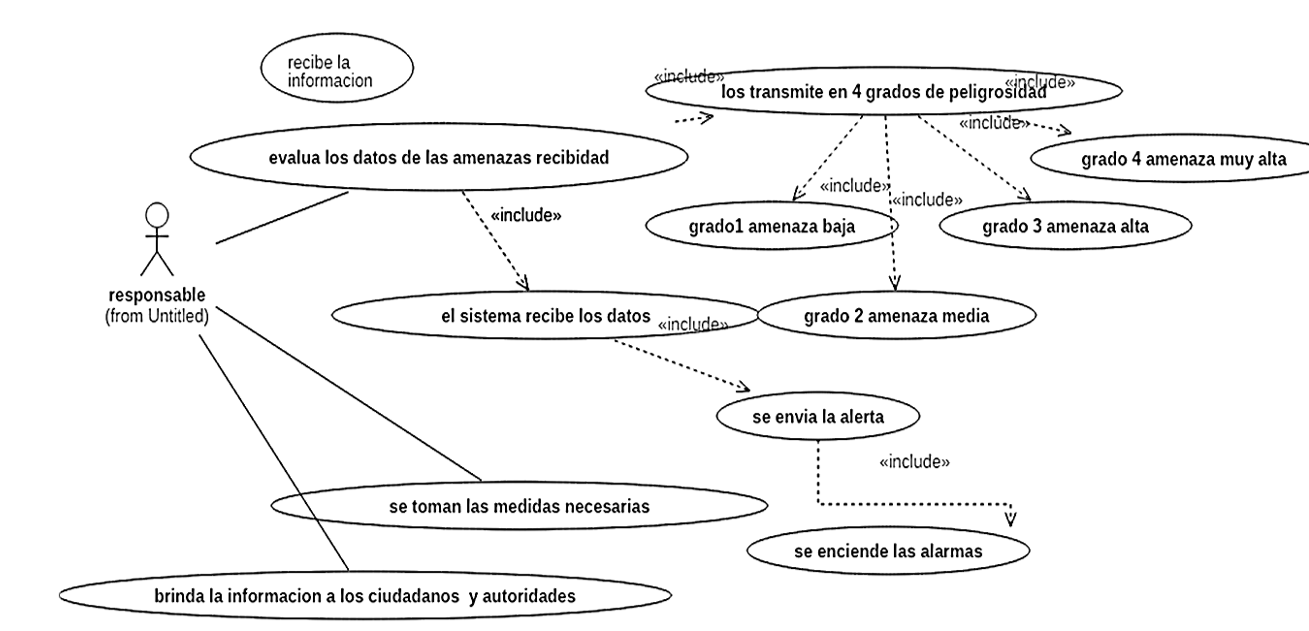 recibe la
informacion
«include»
«include»
los transmite en 4 grados de peligrosidad
«include»
evalua los datos de las amenazas recibidad
grado 4 amenaza muy alta
«include»
«include»
«include»
grado1 amenaza baja
grado 3 amenaza alta
responsable
(from Untitled)
el sistema recibe los datos
«include»
grado 2 amenaza media
se envia la alerta
«include»
se toman las medidas necesarias
se enciende las alarmas
brinda la informacion a los ciudadanos  y autoridades